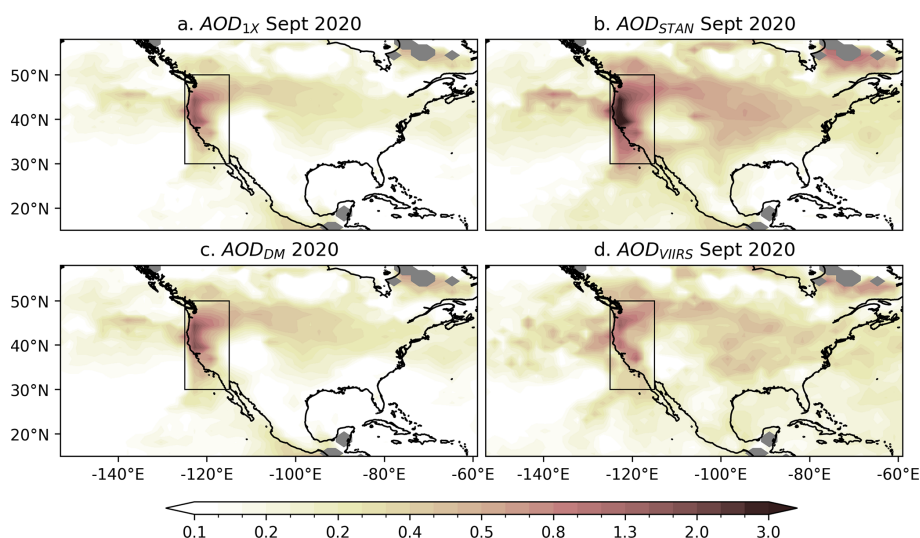 a. AOD1X Sept 2020
b. AODSTAN Sept 2020
50°N
40°N
30°N
20°N
c. AODDM 2020
d. AODVIIRS Sept 2020
50°N
40°N
30°N
20°N
-140°E -120°E -100°E -80°E -60°E -140°E -120°E -100°E -80°E -60°E
0.1 0.2 0.2 0.4 0.5 0.8 1.3 2.0 3.0